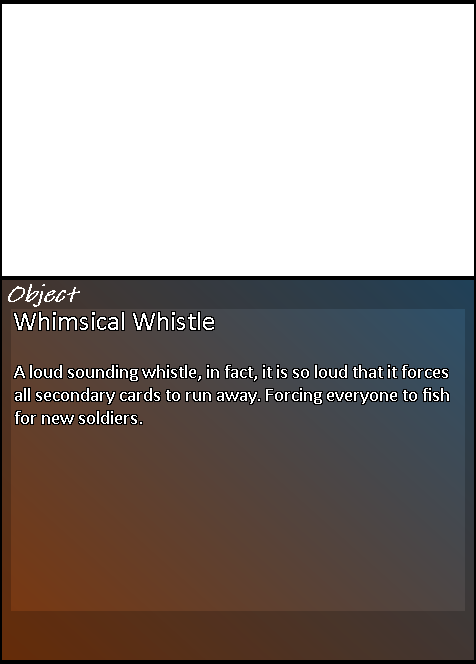 Object
Whimsical Whistle
A loud sounding whistle, in fact, it is so loud that it forces
all secondary cards to run away. Forcing everyone to fish
for new soldiers.